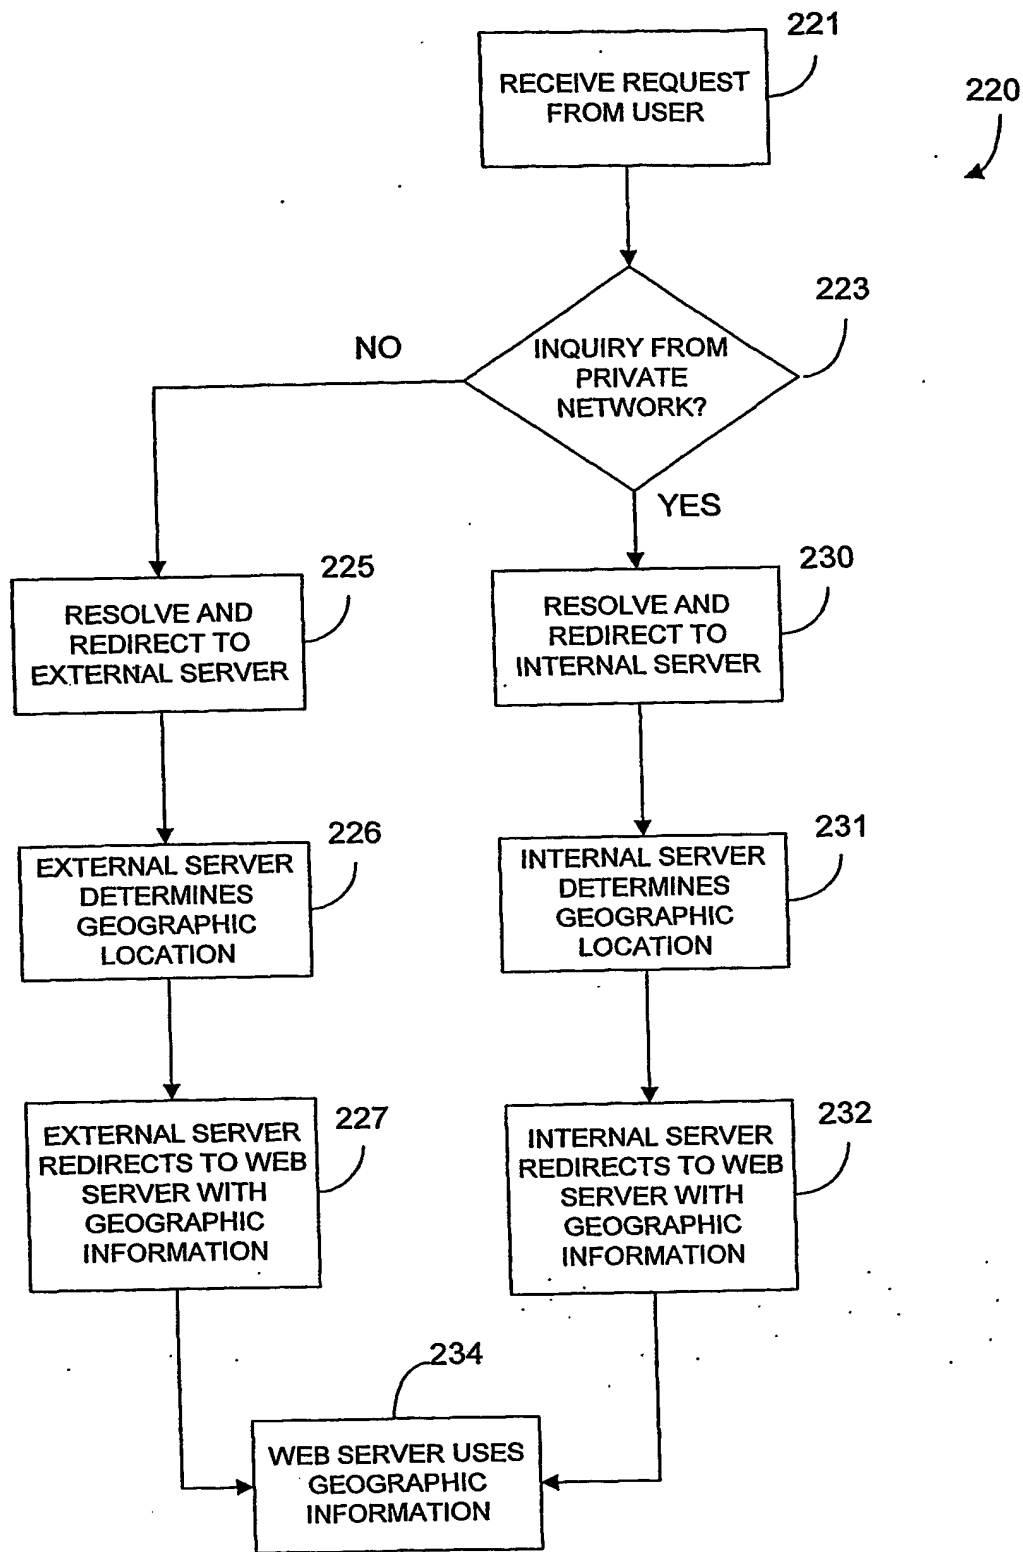 221
RECEIVE REQUEST
FROM USER
220
223
INQUIRY FROM
PRIVATE
NETWORK?
NO
YES
225
RESOLVE AND
REDIRECT TO
EXTERNAL SERVER
230
RESOLVE AND
REDIRECT TO
INTERNAL SERVER
226
EXTERNAL SERVER
DETERMINES
GEOGRAPHIC
LOCATION
231
INTERNAL SERVER
DETERMINES
GEOGRAPHIC
LOCATION
227
EXTERNAL SERVER
REDIRECTS TO WEB
SERVER WITH
GEOGRAPHIC
INFORMATION
232
INTERNAL SERVER
REDIRECTS TO WEB
SERVER WITH
GEOGRAPHIC
INFORMATION
234
WEB SERVER USES
GEOGRAPHIC
INFORMATION